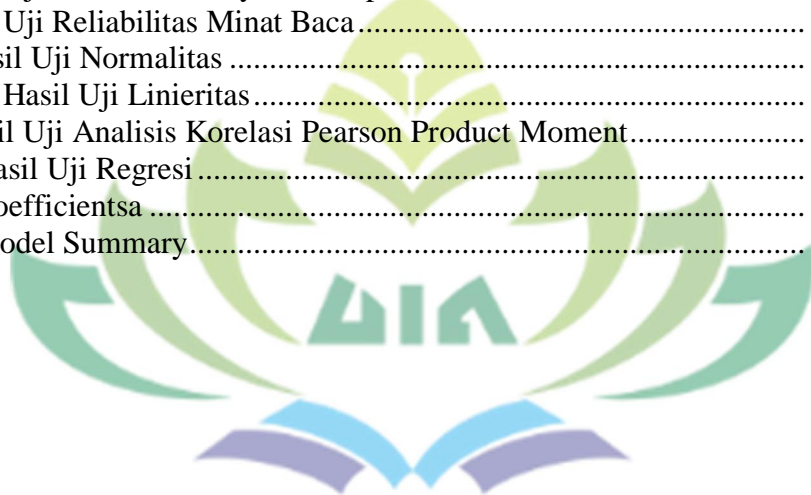 Uji Reliabilitas Minat Baca........................................................
sil Uji Normalitas ........................................................................
Hasil Uji Linieritas.....................................................................
il Uji Analisis Korelasi Pearson Product Moment......................
asil Uji Regresi............................................................................
oefficientsa ..................................................................................
odel Summary.............................................................................
UIN